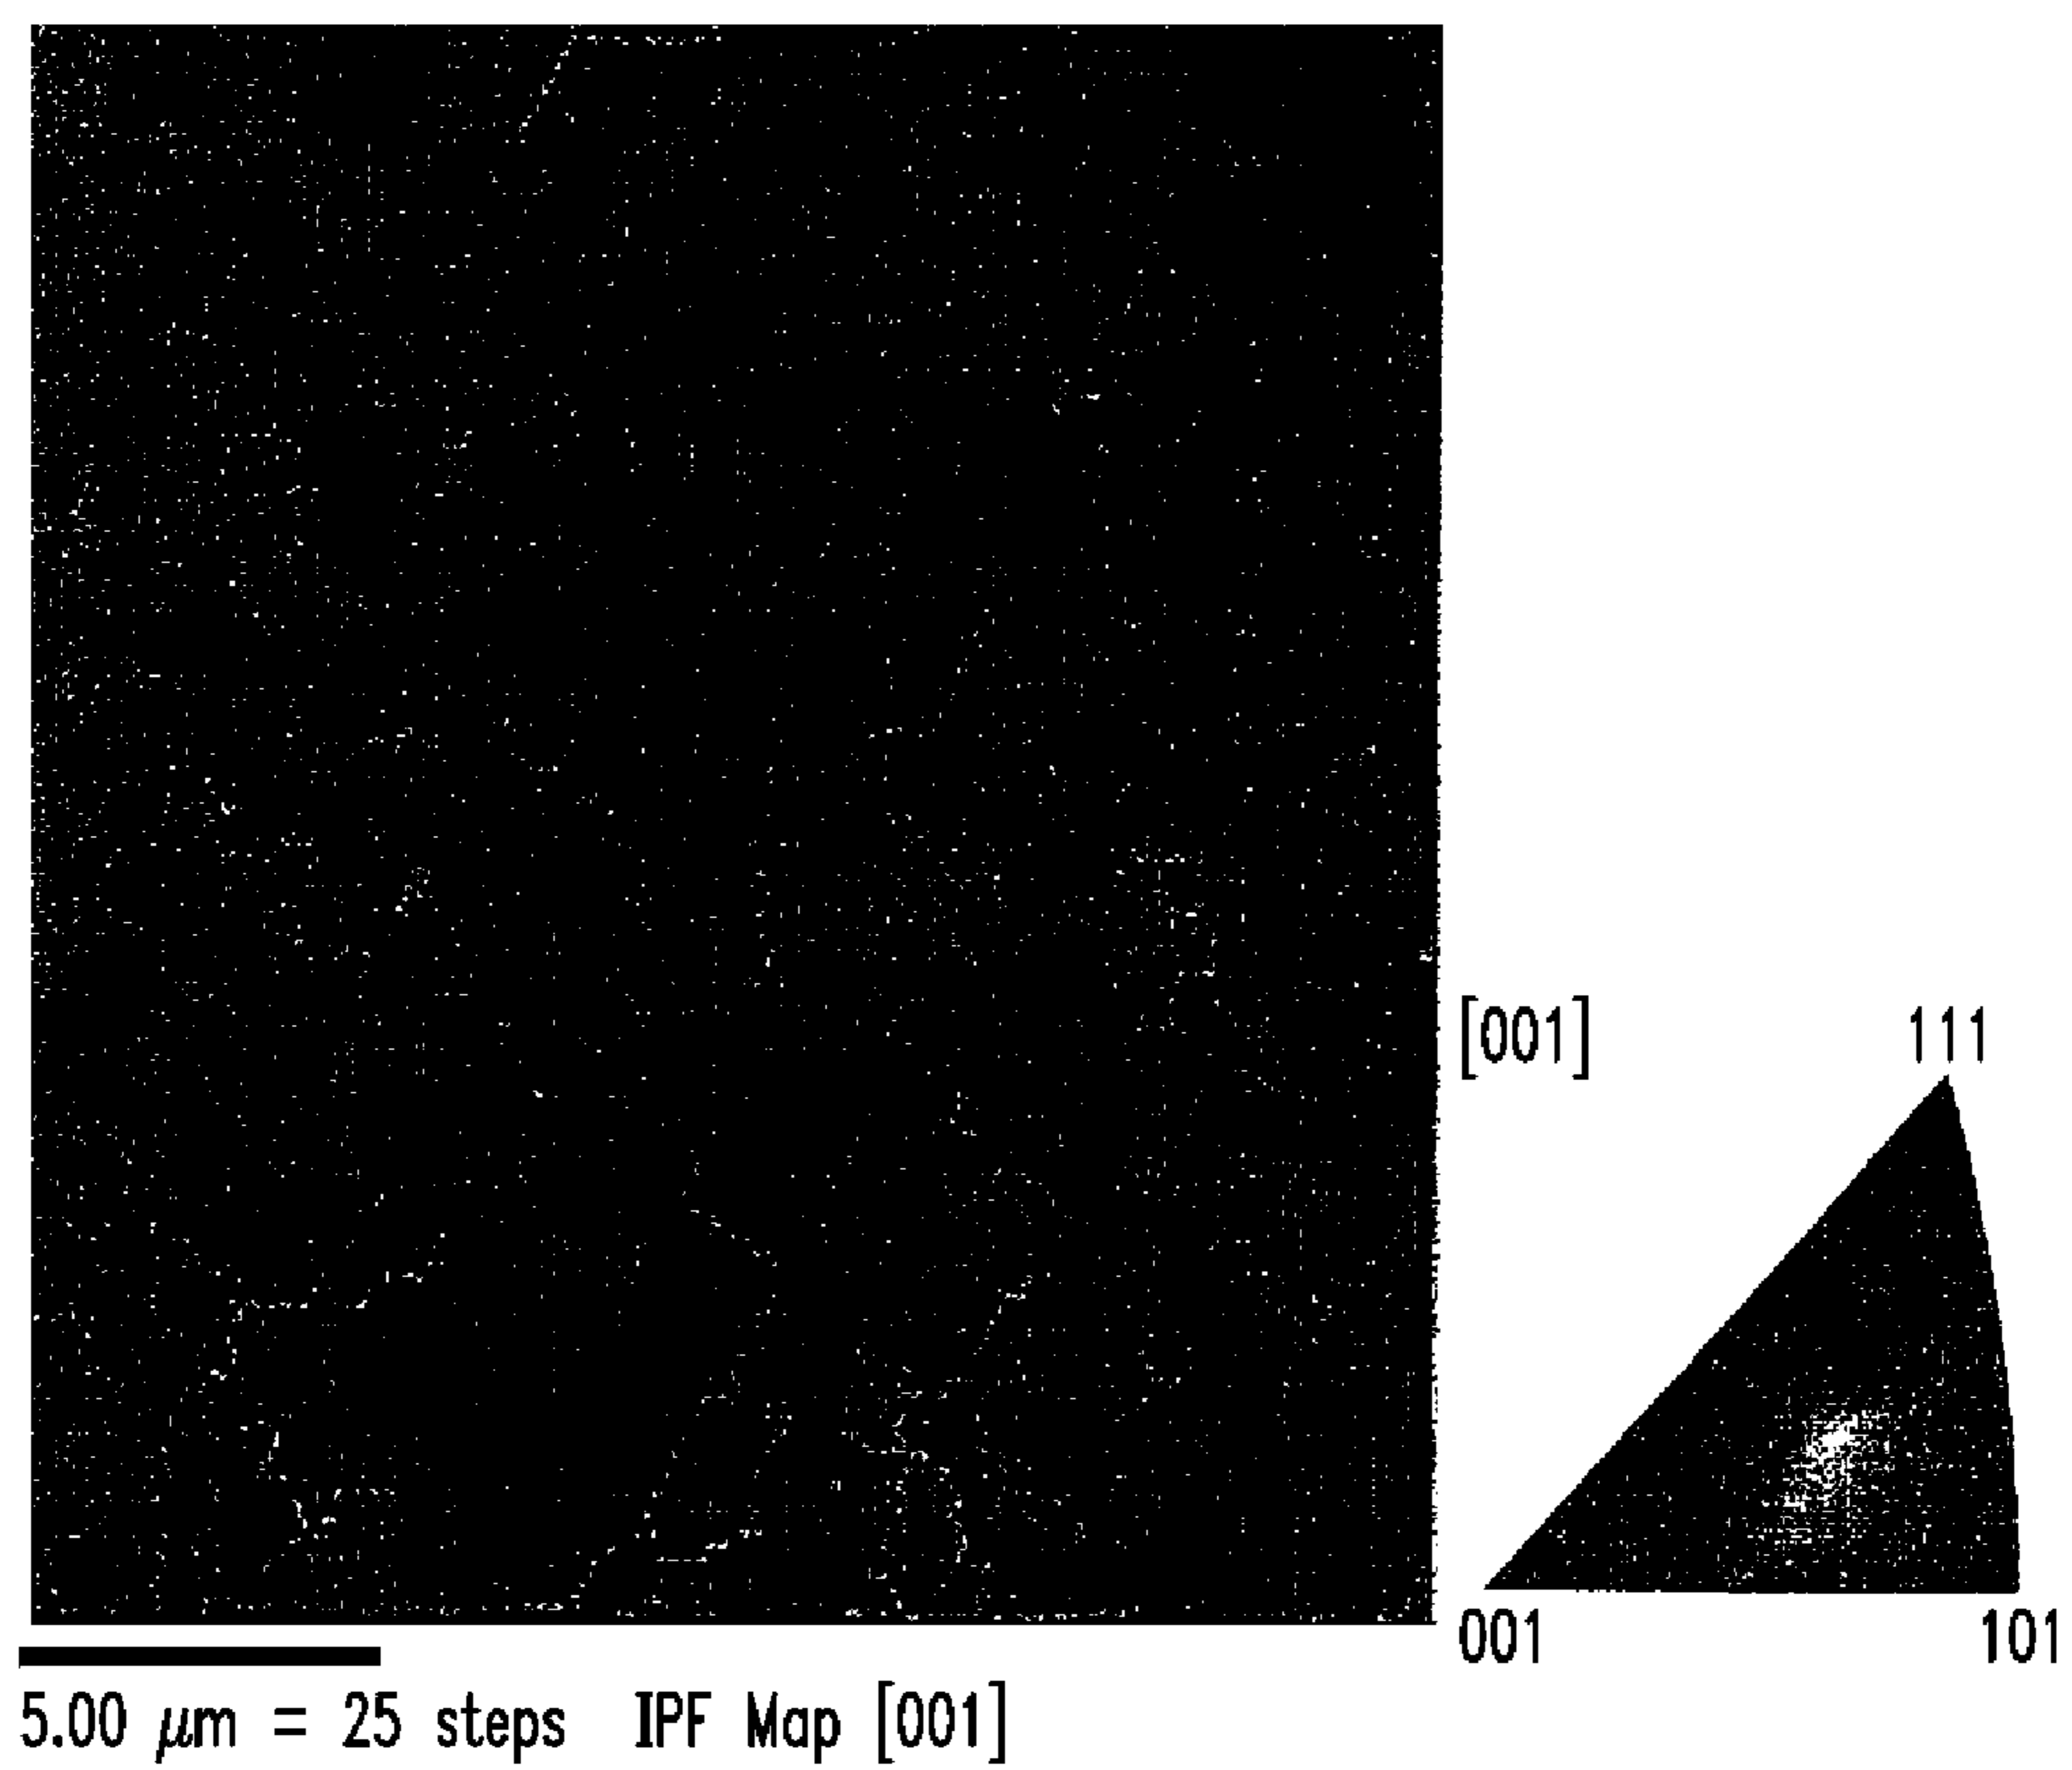 [001]
111
001
101
5.00 μm = 25 steps IPF Map [001]